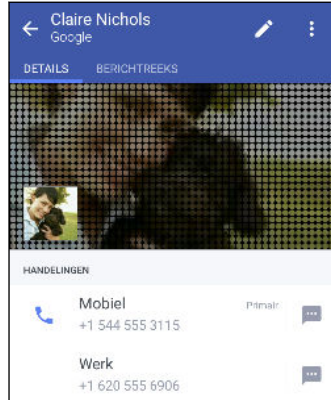 Claire Nichols
Google
DETAILS BERICHTREEKS
HANDELINGEN
Mobiel Primair
+1 544 555 3115
Werk
+1 620 555 6906